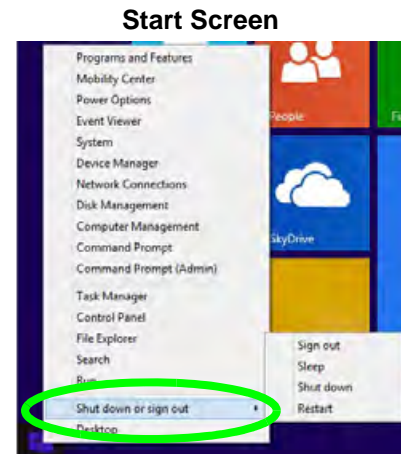 Start Screen
Programs and Features
Mobility Center
Power Options
Event Viewer
System
Device Manager
Network Connections
Disk Management
Computer Management
Command Prompt
Command Prompt (Admin)
Task Manager
Control Panel
File Explorer
Search
Run
Shut down or sign out
Desktop
Sign out
Sleep
Shut down
Restart
People
SkyDrive